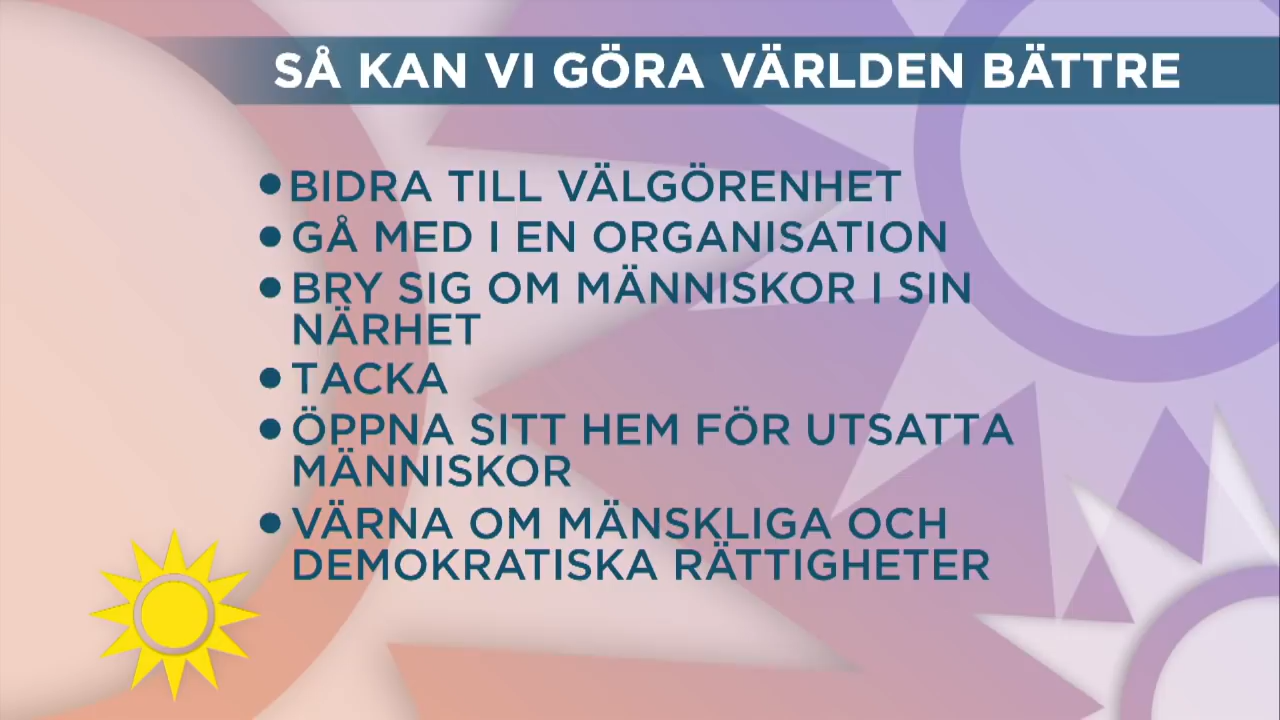 SÅ KAN VI GÖRA VÄRLDEN BÄTTRE
• BIDRA TILL VÄLGÖRENHET
• GÅ MED I EN ORGANISATION
• BRY SIG OM MÄNNISKOR I SIN
NÄRHET
• TACKA
• ÖPPNA SITT HEM FÖR UTSATTA
MÄNNISKOR
• VÄRNA OM MÄNSKLIGA OCH
DEMOKRATISKA RÄTTIGHETER